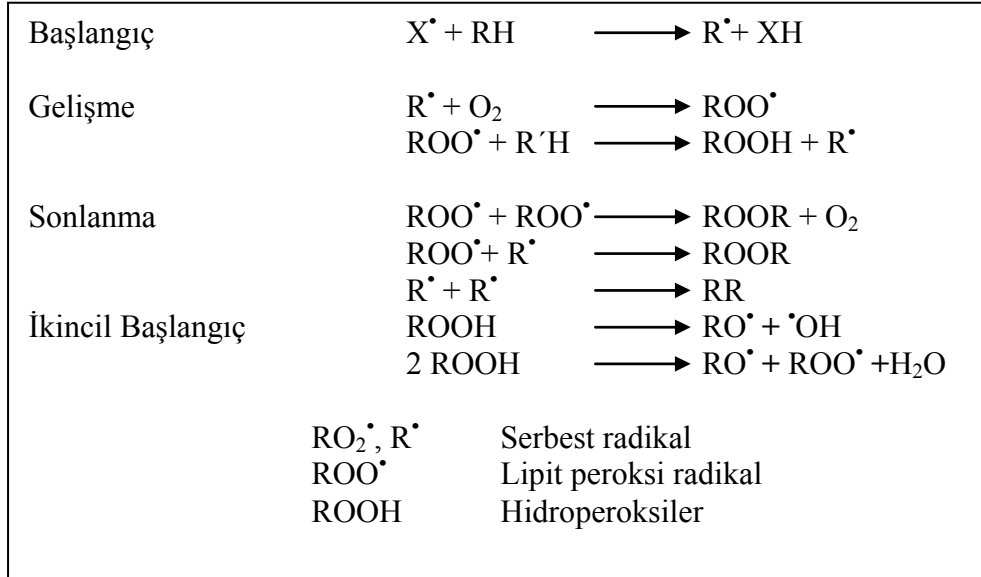 Başlangıç X• + RH ⟶ R•+ XH
Gelişme R• + O₂ ⟶ ROO•
ROO• + R´H ⟶ ROOH + R•
Sonlanma ROO• + ROO• ⟶ ROOR + O₂
ROO•+ R• ⟶ ROOR
R• + R• ⟶ RR
İkincil Başlangıç ROOH ⟶ RO• + •OH
2 ROOH ⟶ RO• + ROO• +H₂O
RO₂•, R• Serbest radikal
ROO• Lipit peroksi radikal
ROOH Hidroperoksiler